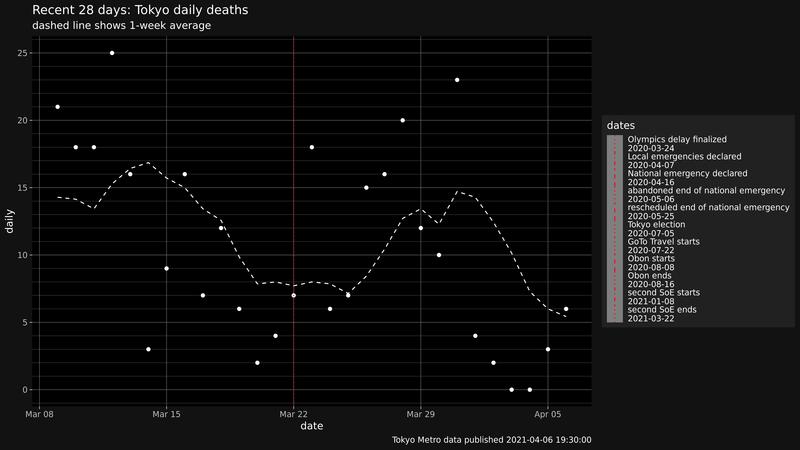 Recent 28 days: Tokyo daily deaths
dashed line shows 1-week average
25
20
15
10
5
0
daily
Mar 08
Mar 15
Mar 22
Mar 29
Apr 05
date
Tokyo Metro data published 2021-04-06 19:30:00
dates
Olympics delay finalized
2020-03-24
Local emergencies declared
2020-04-07
National emergency declared
2020-04-16
abandoned end of national emergency
2020-05-06
rescheduled end of national emergency
2020-05-25
Tokyo election
2020-07-05
GoTo Travel starts
2020-07-22
Obon starts
2020-08-08
Obon ends
2020-08-16
second SoE starts
2021-01-08
second SoE ends
2021-03-22